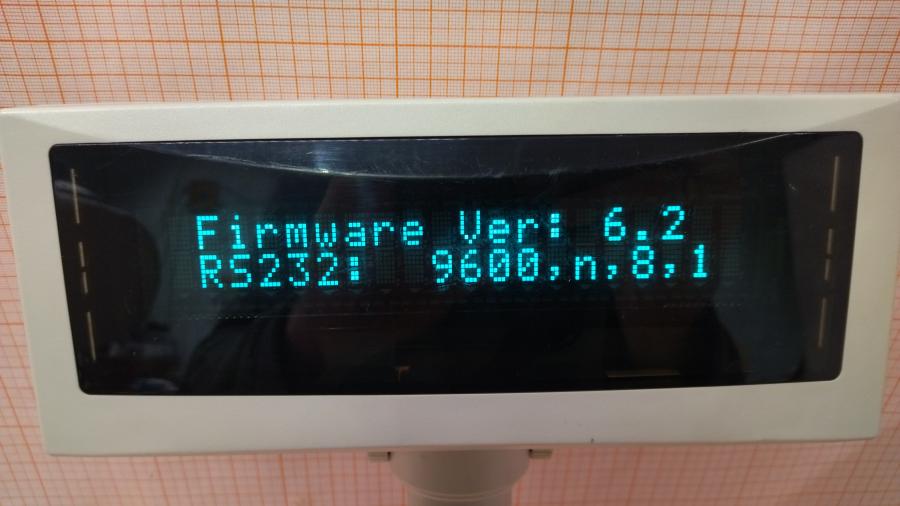 Firmware Ver: 6.2
RS232:  9600,n,8,1